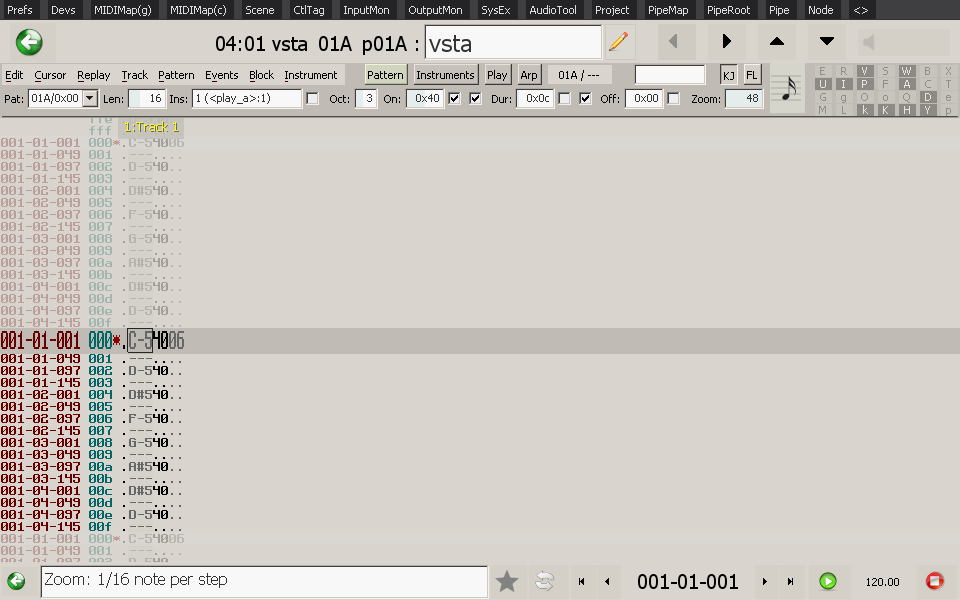 Prefs Devs MIDIMap(g) MIDIMap(c) Scene CtlTag InputMon OutputMon SysEx AudioTool Project PipeMap PipeRoot Pipe Node <>
04:01 vsta 01A p01A : vsta
Edit Cursor Replay Track Pattern Events Block Instrument Pattern Instruments Play Arp 01A / --- KJ FL
Pat: 01A/0x00 Len: 16 Ins: 1 (<play_a>:1) Oct: 3 On: 0x40 Dur: 0x0c Off: 0x00 Zoom: 48
E R V S W B X
U I P F A C T
G g O o Q D e
M L k K H Y p
fff 1:Track 1
001-01-001 000*.C-54006
001-01-049 001 .---....
001-01-097 002 .D-540..
001-01-145 003 .---....
001-02-001 004 .D#540..
001-02-049 005 .---....
001-02-097 006 .F-540..
001-02-145 007 .---....
001-03-001 008 .G-540..
001-03-049 009 .---....
001-03-097 00a .A#540..
001-03-145 00b .---....
001-04-001 00c .D#540..
001-04-049 00d .---....
001-04-097 00e .D-540..
001-04-145 00f .---....
001-01-001 000*.C-54006
001-01-049 001 .---....
001-01-097 002 .D-540..
001-01-145 003 .---....
001-02-001 004 .D#540..
001-02-049 005 .---....
001-02-097 006 .F-540..
001-02-145 007 .---....
001-03-001 008 .G-540..
001-03-049 009 .---....
001-03-097 00a .A#540..
001-03-145 00b .---....
001-04-001 00c .D#540..
001-04-049 00d .---....
001-04-097 00e .D-540..
001-04-145 00f .---....
001-01-001 000*.C-54006
001-01-049 001 .---....
Zoom: 1/16 note per step 001-01-001 120.00